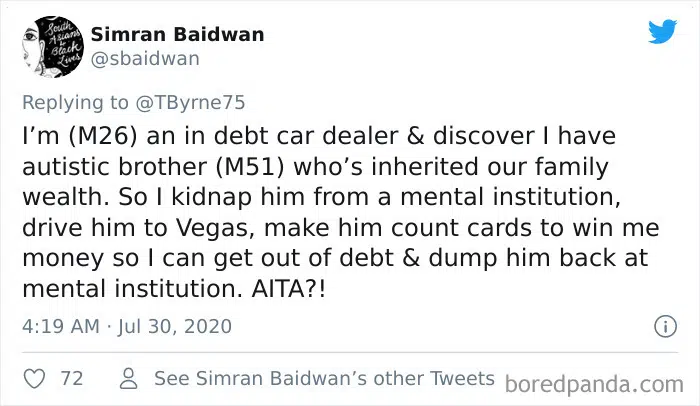 South
Asians
4
Black
Lives
Simran Baidwan
@sbaidwan
Replying to @TByrne75
I’m (M26) an in debt car dealer & discover I have
autistic brother (M51) who’s inherited our family
wealth. So I kidnap him from a mental institution,
drive him to Vegas, make him count cards to win me
money so I can get out of debt & dump him back at
mental institution. AITA?!
4:19 AM · Jul 30, 2020
72
See Simran Baidwan’s other Tweets
boredpanda.com